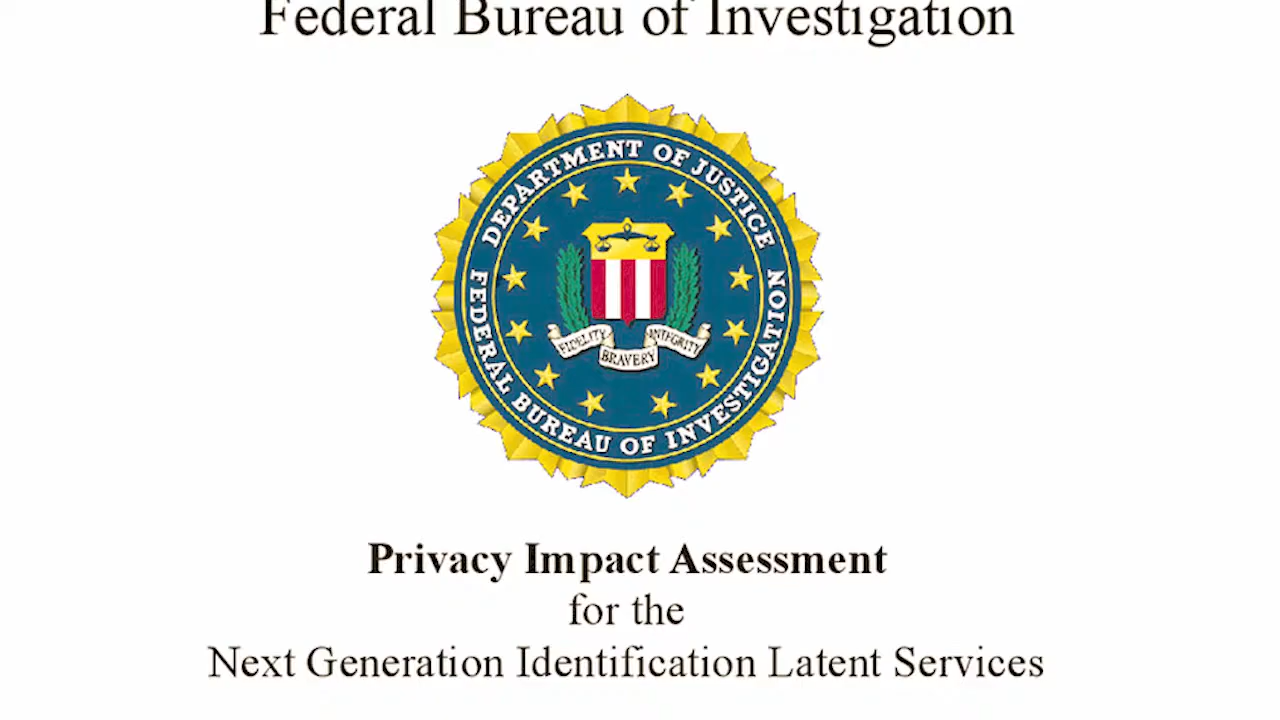 Federal Bureau of Investigation
DEPARTMENT OF JUSTICE
FIDELITY
BRAVERY
INTEGRITY
FEDERAL BUREAU OF INVESTIGATION
Privacy Impact Assessment
for the
Next Generation Identification Latent Services